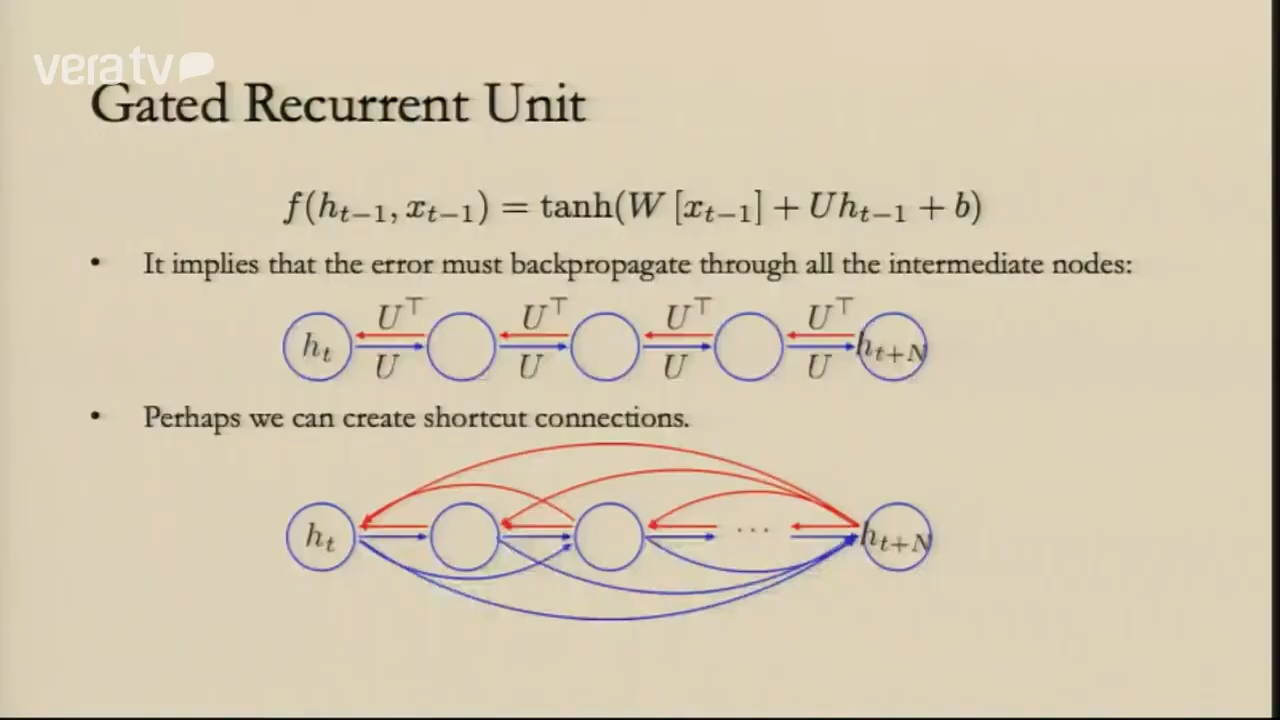 veratv
Gated Recurrent Unit
f(h_{t−1}, x_{t−1}) = tanh(W [x_{t−1}] + Uh_{t−1} + b)
• It implies that the error must backpropagate through all the intermediate nodes:
U^⊤ U^⊤ U^⊤ U^⊤
h_t h_{t+N}
U U U U
• Perhaps we can create shortcut connections.
h_t ··· h_{t+N}